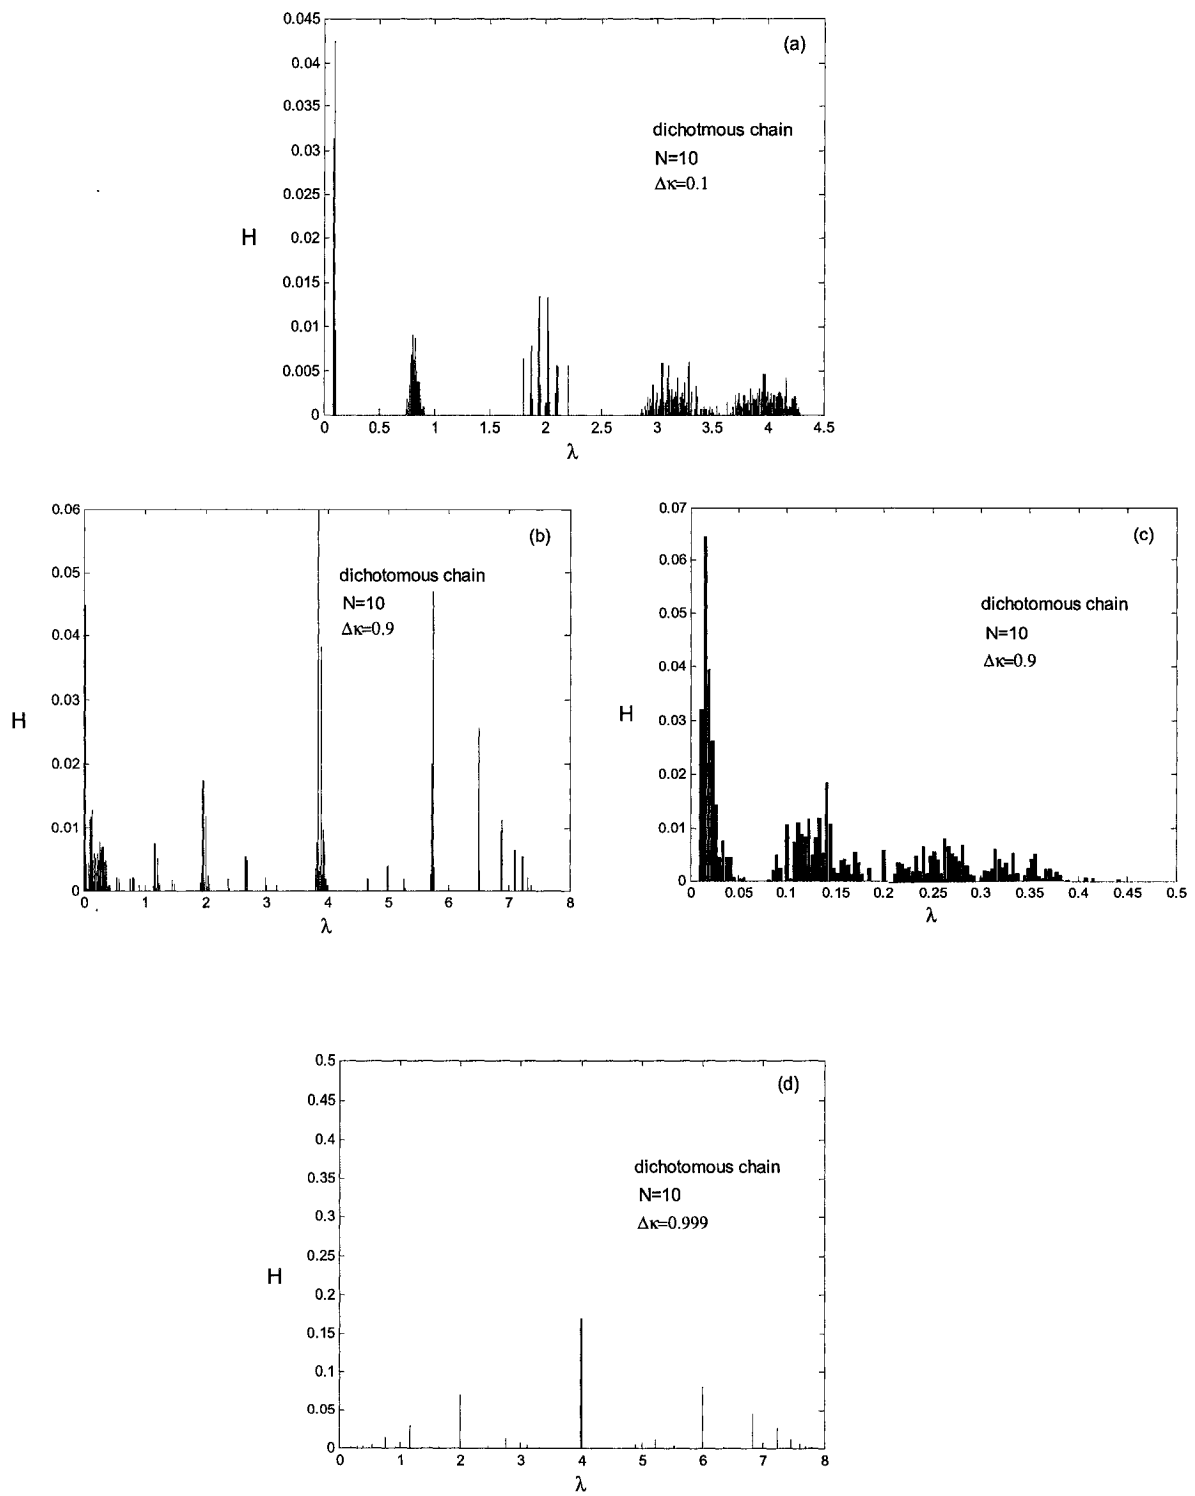 0.045
(a)
0.04
0.035
dichotmous chain
0.03
N=10
Δκ=0.1
0.025
H
0.02
0.015
0.01
0.005
0
0 0.5 1 1.5 2 2.5 3 3.5 4 4.5
λ
0.06
(b)
0.05
dichotomous chain
N=10
0.04
Δκ=0.9
0.03
H
0.02
0.01
0
0 1 2 3 4 5 6 7 8
λ
0.07
(c)
0.06
dichotomous chain
0.05
N=10
Δκ=0.9
0.04
H
0.03
0.02
0.01
0
0 0.05 0.1 0.15 0.2 0.25 0.3 0.35 0.4 0.45 0.5
λ
0.5
(d)
0.45
0.4
dichotomous chain
0.35
N=10
0.3
Δκ=0.999
0.25
H
0.2
0.15
0.1
0.05
0
0 1 2 3 4 5 6 7 8
λ